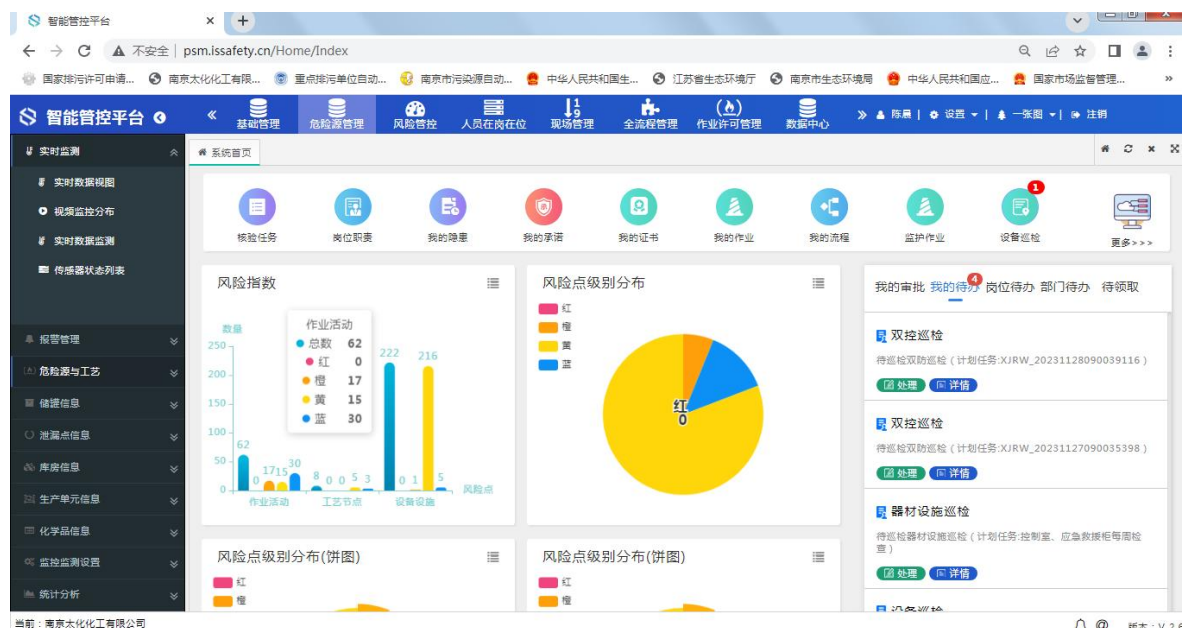 智能管控平台
不安全 psm.issafety.cn/Home/Index
国家排污许可申请... 南京太化化工有限... 重点排污单位自动... 南京市污染源自动... 中华人民共和国生... 江苏省生态环境厅 南京市生态环境局 中华人民共和国应... 国家市场监督管理... »
智能管控平台 « 基础管理 危险源管理 风险管控 人员在岗在位 现场管理 全流程管理 作业许可管理 数据中心 » 陈晨 | 设置 | 一张图 | 注销
实时监测
实时数据视图
视频监控分布
实时数据监测
传感器状态列表
报警管理
危险源与工艺
储罐信息
泄漏点信息
库房信息
生产单元信息
化学品信息
监控监测设置
统计分析
系统首页
核验任务 岗位职责 我的隐患 我的承诺 我的证书 我的作业 我的流程 监护作业 1 设备巡检 更多>>>
风险指数
数量
250
200
150
100
50
0
作业活动 工艺节点 设备设施
风险点
62 0 17 15 30
8 0 0 5 3
222 0 1 216 5
作业活动
总数 62
红 0
橙 17
黄 15
蓝 30
风险点级别分布
红
橙
黄
蓝
红
0
我的审批 我的待办 4 岗位待办 部门待办 待领取
双控巡检
待巡检双防巡检(计划任务:XJRW_20231128090039116)
处理 详情
双控巡检
待巡检双防巡检(计划任务:XJRW_20231127090035398)
处理 详情
器材设施巡检
待巡检器材设施巡检(计划任务:控制室、应急救援柜每周检
查)
处理 详情
设备巡检
风险点级别分布(饼图)
红
橙
风险点级别分布(饼图)
红
橙
当前:南京太化化工有限公司
版本:V 2.6